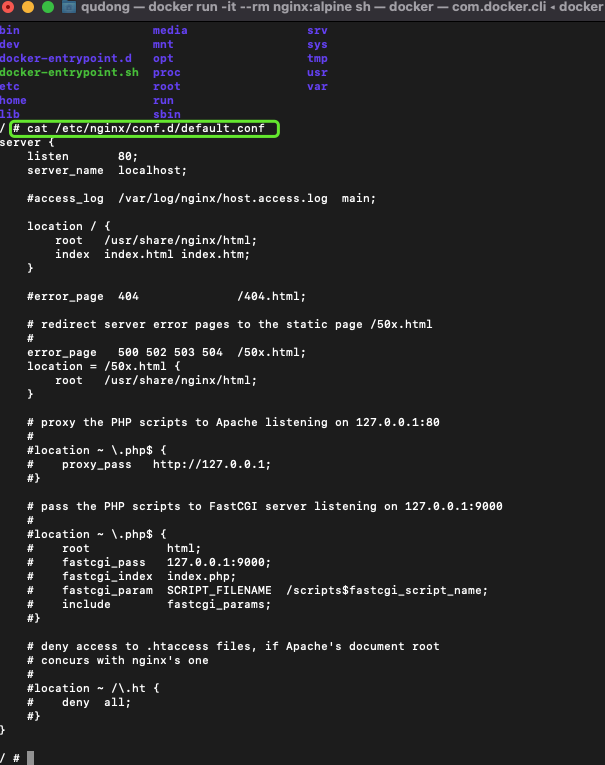 qudong — docker run -it --rm nginx:alpine sh — docker — com.docker.cli ◂ docker
bin                   media                 srv
dev                   mnt                   sys
docker-entrypoint.d   opt                   tmp
docker-entrypoint.sh  proc                  usr
etc                   root                  var
home                  run
lib                   sbin
/ # cat /etc/nginx/conf.d/default.conf
server {
    listen       80;
    server_name  localhost;

    #access_log  /var/log/nginx/host.access.log  main;

    location / {
        root   /usr/share/nginx/html;
        index  index.html index.htm;
    }

    #error_page  404              /404.html;

    # redirect server error pages to the static page /50x.html
    #
    error_page   500 502 503 504  /50x.html;
    location = /50x.html {
        root   /usr/share/nginx/html;
    }

    # proxy the PHP scripts to Apache listening on 127.0.0.1:80
    #
    #location ~ \.php$ {
    #    proxy_pass   http://127.0.0.1;
    #}

    # pass the PHP scripts to FastCGI server listening on 127.0.0.1:9000
    #
    #location ~ \.php$ {
    #    root           html;
    #    fastcgi_pass   127.0.0.1:9000;
    #    fastcgi_index  index.php;
    #    fastcgi_param  SCRIPT_FILENAME  /scripts$fastcgi_script_name;
    #    include        fastcgi_params;
    #}

    # deny access to .htaccess files, if Apache's document root
    # concurs with nginx's one
    #
    #location ~ /\.ht {
    #    deny  all;
    #}
}

/ #